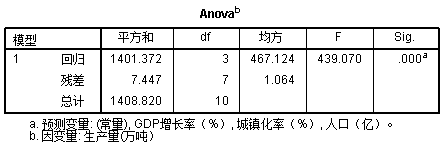 Anovab
模型 平方和 df 均方 F Sig.
1 回归 1401.372 3 467.124 439.070 .000a
残差 7.447 7 1.064
总计 1408.820 10
a. 预测变量: (常量), GDP增长率（%）, 城镇化率（%）, 人口（亿）。
b. 因变量: 生产量(万吨)